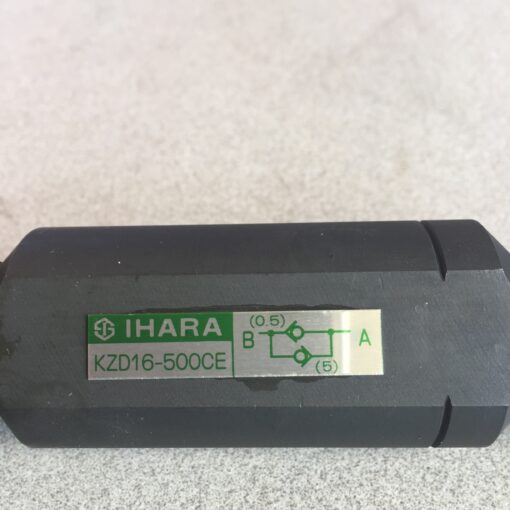 IHARA
KZD16-500CE
(0.5)
B A
(5)